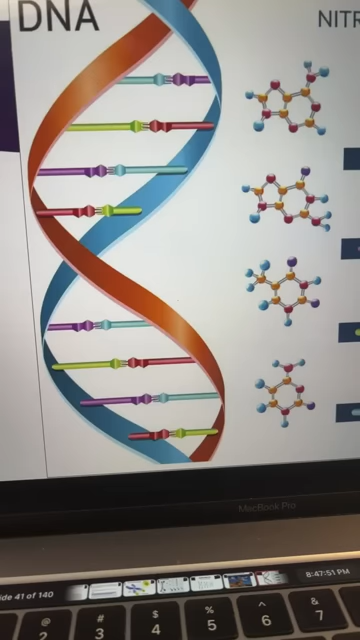 DNA
NITR
MacBook Pro
ide 41 of 140
8:47:51 PM
@
2
#
3
$
4
%
5
^
6
&
7